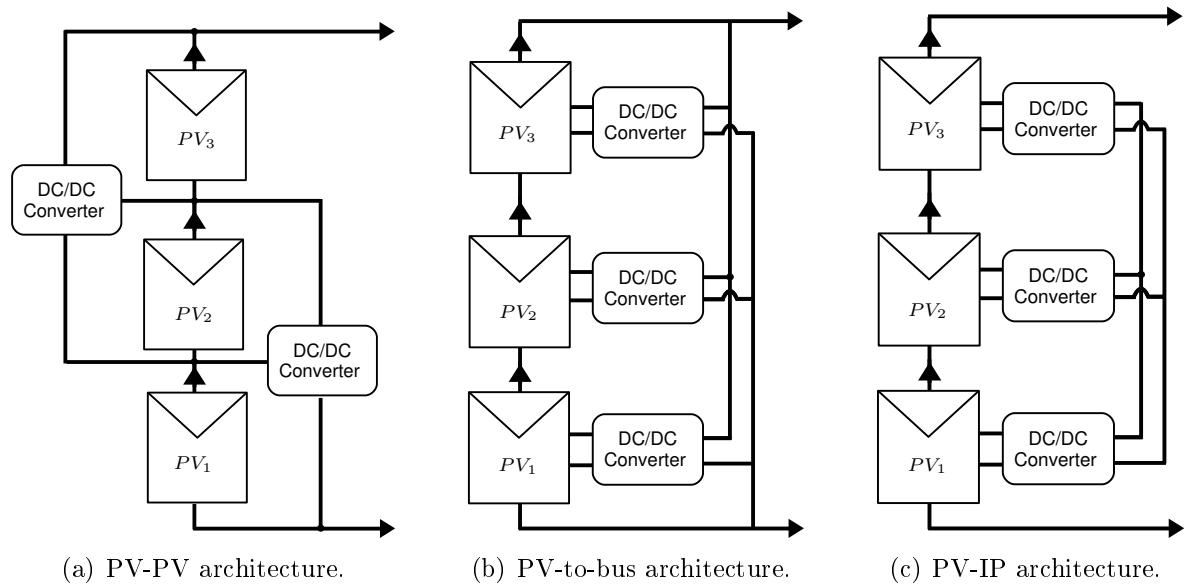 PV₃
DC/DC
Converter
PV₂
DC/DC
Converter
PV₁
(a) PV-PV architecture.
PV₃
DC/DC
Converter
PV₂
DC/DC
Converter
PV₁
DC/DC
Converter
(b) PV-to-bus architecture.
PV₃
DC/DC
Converter
PV₂
DC/DC
Converter
PV₁
DC/DC
Converter
(c) PV-IP architecture.